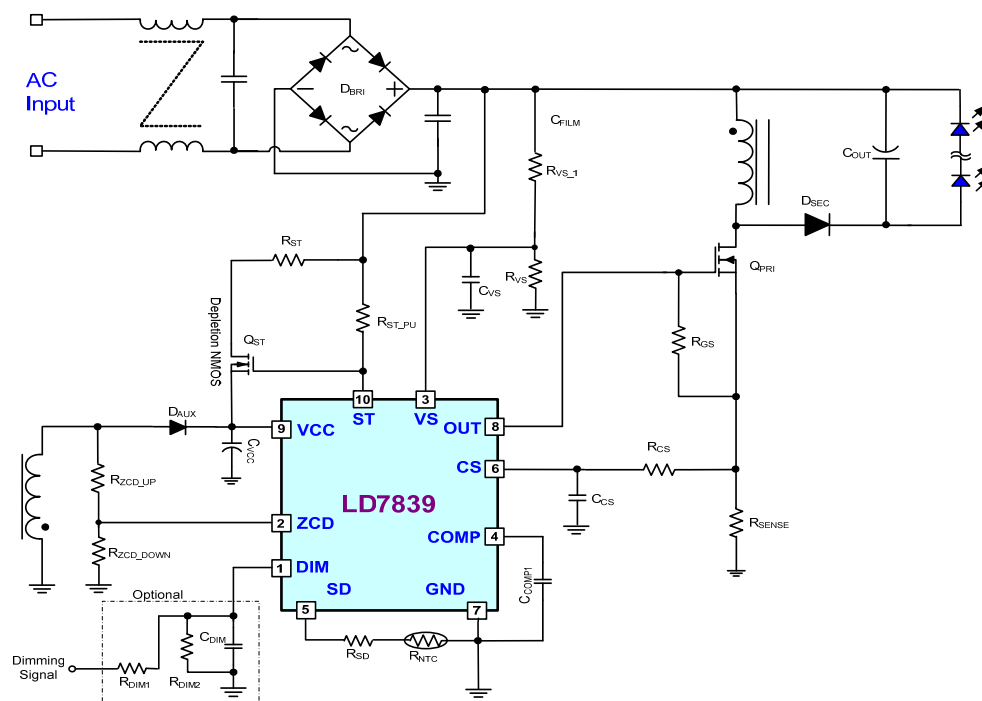 AC
Input
DBRI
CFILM
RVS_1
COUT
DSEC
RST
RVS
CVS
QPRI
RST_PU
RGS
Depletion NMOS
QST
10
3
ST
VS
DAUX
9
VCC
OUT
8
CVCC
RCS
CS
6
RZCD_UP
LD7839
CCS
2
ZCD
RSENSE
COMP
4
RZCD_DOWN
1
DIM
CCOMP1
SD
GND
Optional
5
7
CDIM
RSD
RNTC
Dimming
Signal
RDIM1
RDIM2